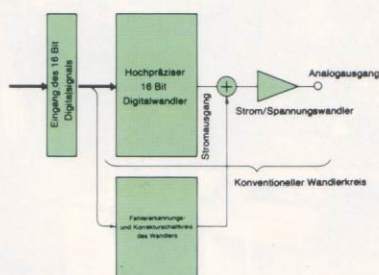 Eingang des 16 Bit
Digitalsignals
Hochpräziser
16 Bit
Digitalwandler
Stromausgang
Analogausgang
Strom/Spannungswandler
Konventioneller Wandlerkreis
Fehlererkennungs-
und Korrekturschaltkreis
des Wandlers